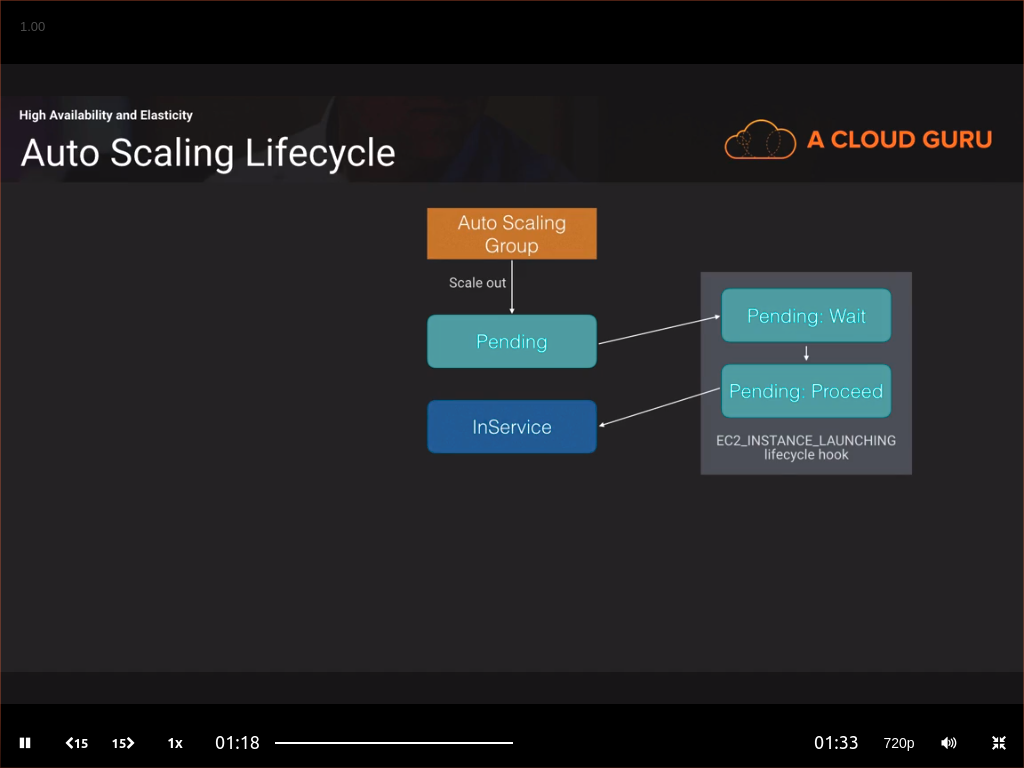 1.00
High Availability and Elasticity
Auto Scaling Lifecycle
A CLOUD GURU
Auto Scaling
Group
Scale out
Pending
InService
Pending: Wait
Pending: Proceed
EC2_INSTANCE_LAUNCHING
lifecycle hook
15
15
1x
01:18
01:33
720p